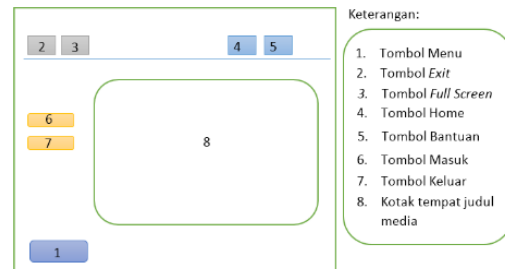 Keterangan:
2 3 4 5
6
7
8
1
1. Tombol Menu
2. Tombol Exit
3. Tombol Full Screen
4. Tombol Home
5. Tombol Bantuan
6. Tombol Masuk
7. Tombol Keluar
8. Kotak tempat judul
media